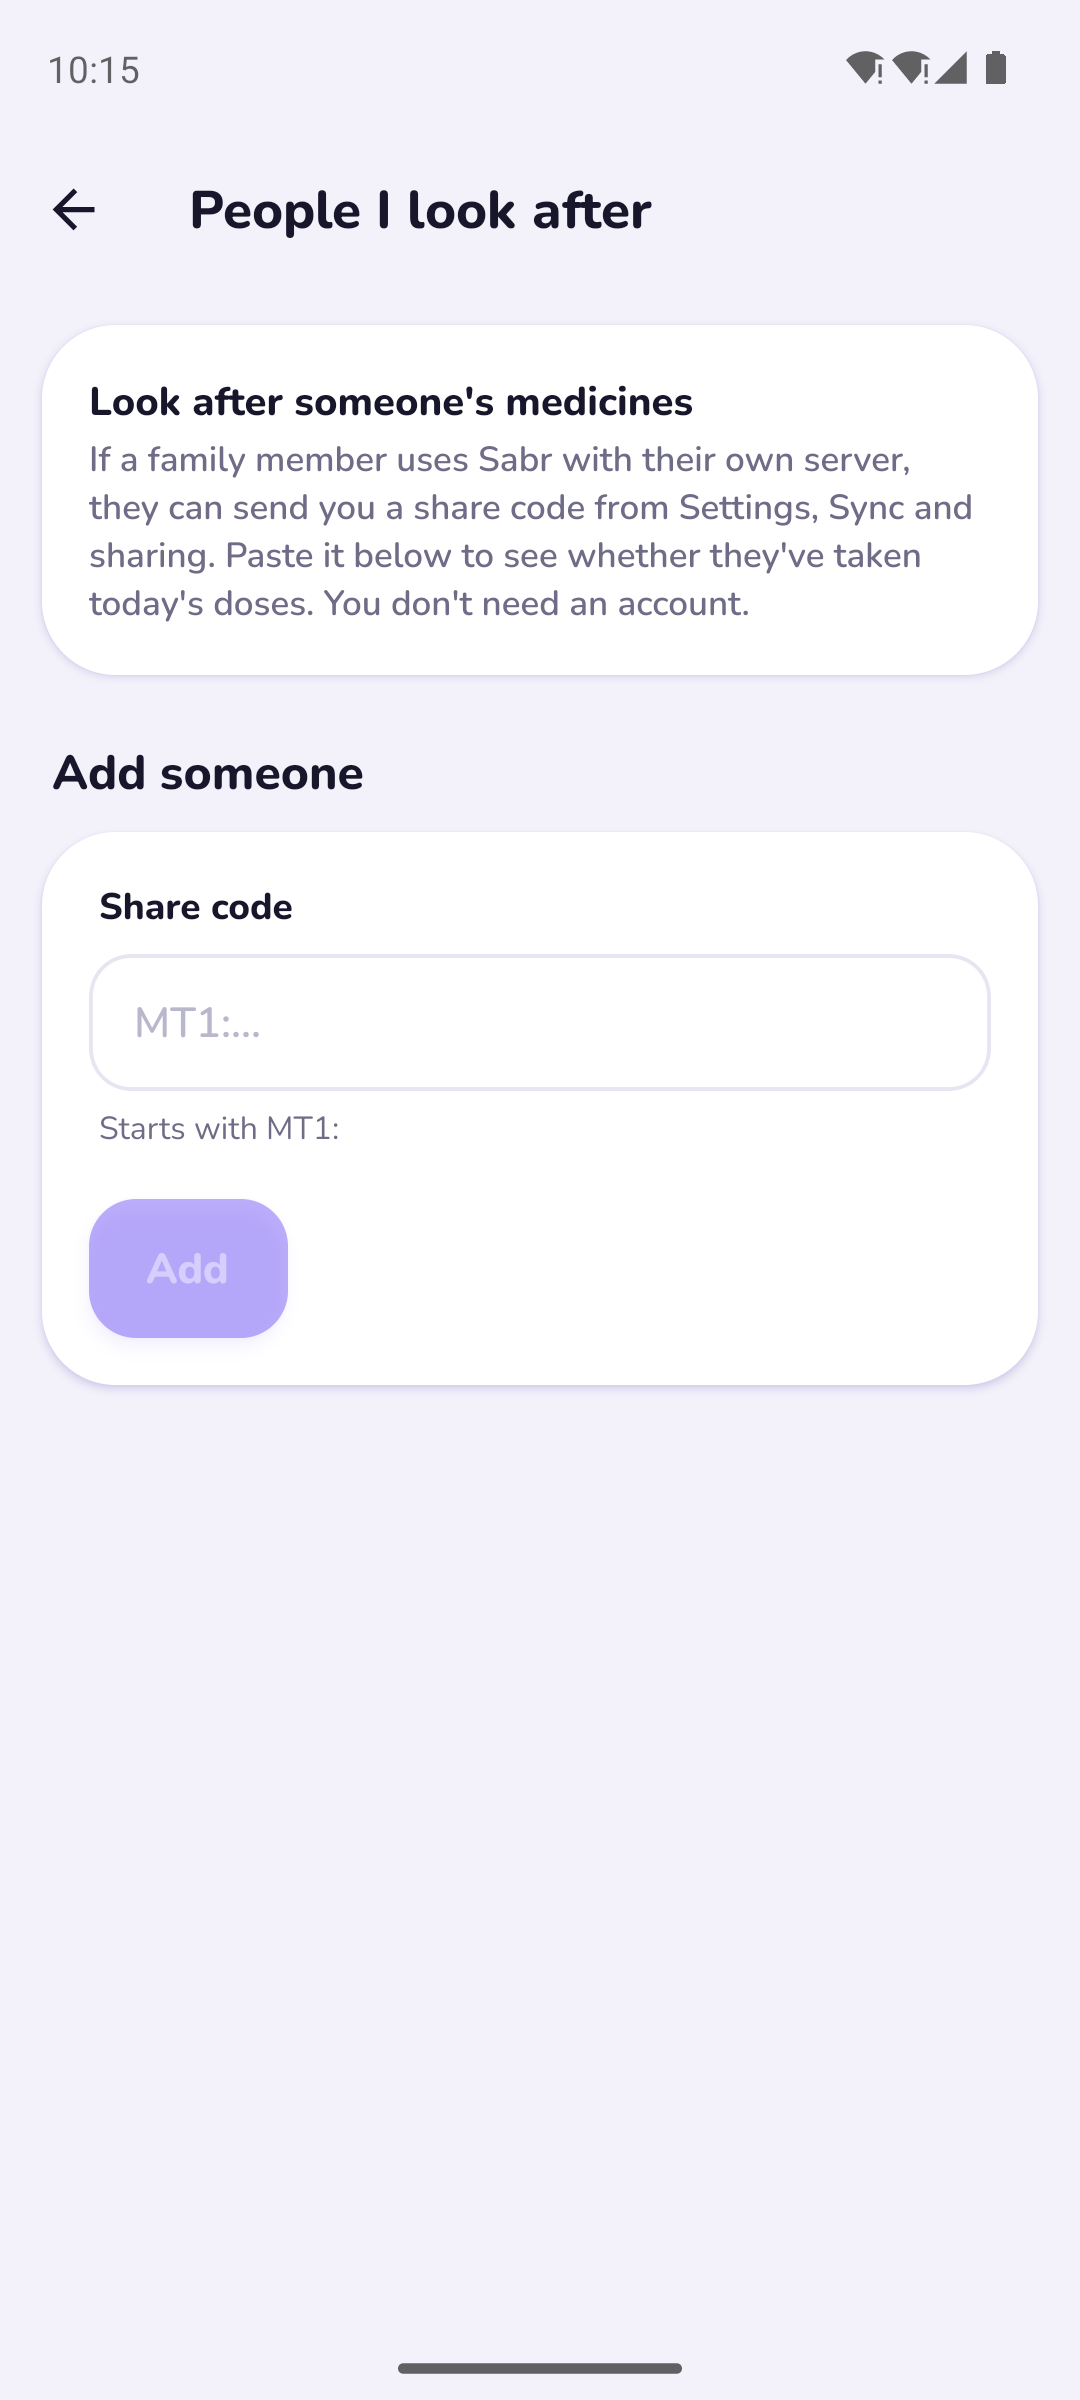 10:15
People I look after
Look after someone's medicines
If a family member uses Sabr with their own server,
they can send you a share code from Settings, Sync and
sharing. Paste it below to see whether they've taken
today's doses. You don't need an account.
Add someone
Share code
MT1:...
Starts with MT1:
Add